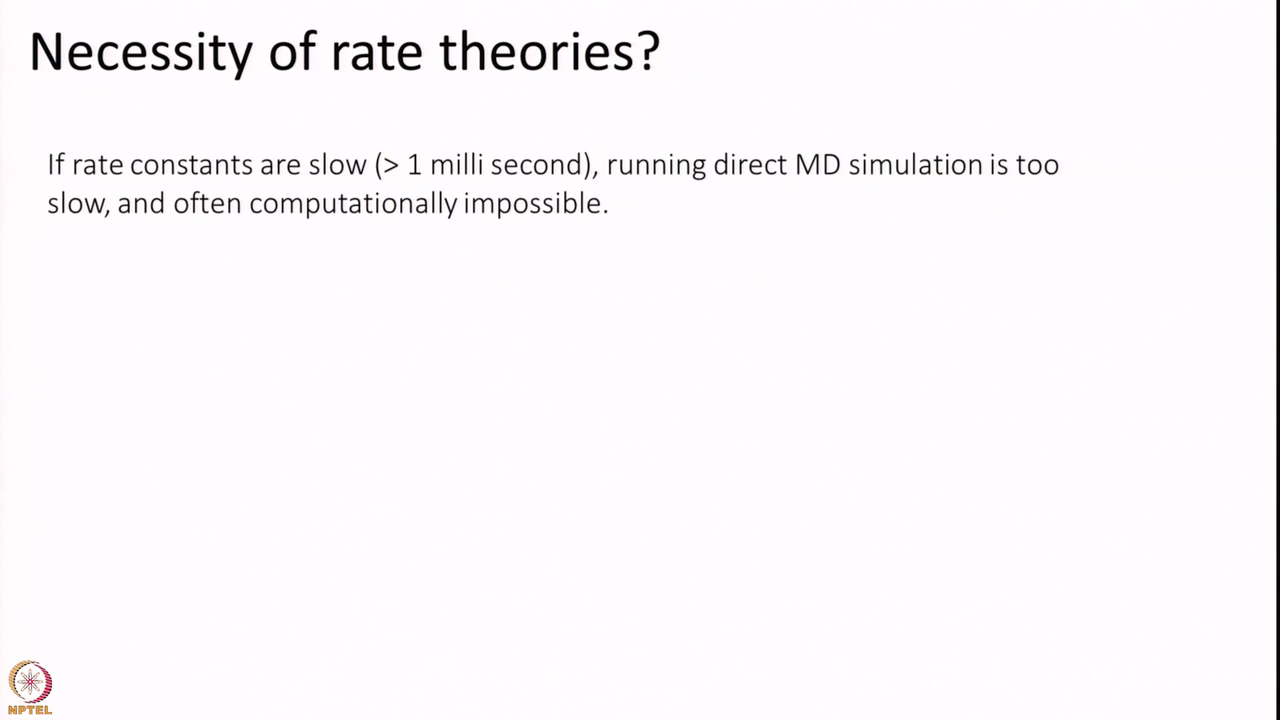 Necessity of rate theories?
If rate constants are slow (> 1 milli second), running direct MD simulation is too
slow, and often computationally impossible.
NPTEL